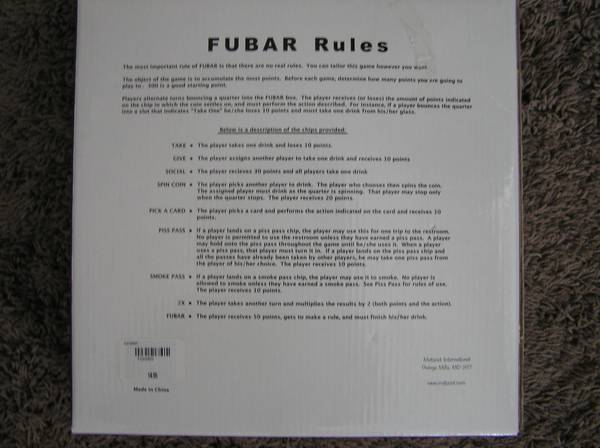 FUBAR Rules
The most important rule of FUBAR is that there are no real rules. You can tailor this game however you want.
The object of the game is to accumulate the most points. Before each game, determine how many points you are going to
play to - 300 is a good starting point.
Players alternate turns bouncing a quarter into the FUBAR box. The player receives (or loses) the amount of points indicated
on the chip in which the coin settles on, and must perform the action described. For instance, if a player bounces the quarter
into a slot that indicates "Take One" he/she loses 10 points and must take one drink from his/her glass.
Below is a description of the chips provided.
TAKE • The player takes one drink and loses 10 points.
GIVE • The player assigns another player to take one drink and receives 10 points
SOCIAL • The player recieves 30 points and all players take one drink
SPIN COIN • The player picks another player to drink. The player who chooses then spins the coin.
The assigned player must drink as the quarter is spinning. That player may stop only
when the quarter stops. The player receives 20 points.
PICK A CARD • The player picks a card and performs the action indicated on the card and receives 10
points.
PISS PASS • If a player lands on a piss pass chip, the player may use this for one trip to the restroom.
No player is permitted to use the restroom unless they have earned a piss pass. A player
may hold onto the piss pass throughout the game until he/she uses it. When a player
uses a piss pass, that player must turn it in. If a player lands on the piss pass chip and
all the passes have already been taken by other players, he may take one piss pass from
the player of his/her choice. The player receives 10 points.
SMOKE PASS • If a player lands on a smoke pass chip, the player may use it to smoke. No player is
allowed to smoke unless they have earned a smoke pass. See Piss Pass for rules of use.
The player receives 10 points.
2X • The player takes another turn and multiplies the results by 2 (both points and the action).
FUBAR • The player receives 50 points, gets to make a rule, and must finish his/her drink.
Made in China
International
Owings Mills, MD 21117